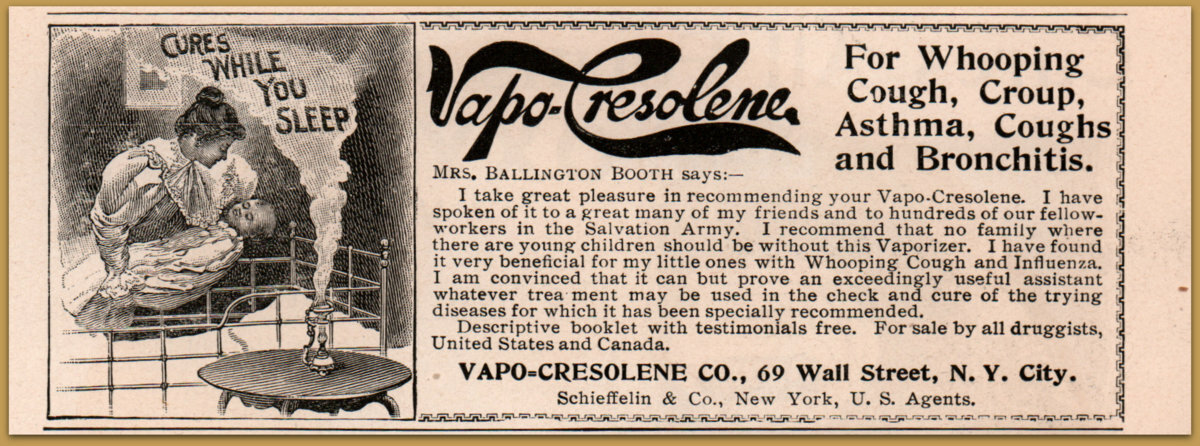 CURES
WHILE
YOU
SLEEP
Vapo-Cresolene.
For Whooping
Cough, Croup,
Asthma, Coughs
and Bronchitis.
MRS. BALLINGTON BOOTH says:—
I take great pleasure in recommending your Vapo-Cresolene. I have
spoken of it to a great many of my friends and to hundreds of our fellow-
workers in the Salvation Army. I recommend that no family where
there are young children should be without this Vaporizer. I have found
it very beneficial for my little ones with Whooping Cough and Influenza.
I am convinced that it can but prove an exceedingly useful assistant
whatever trea ment may be used in the check and cure of the trying
diseases for which it has been specially recommended.
Descriptive booklet with testimonials free. For sale by all druggists,
United States and Canada.
VAPO=CRESOLENE CO., 69 Wall Street, N. Y. City.
Schieffelin & Co., New York, U. S. Agents.